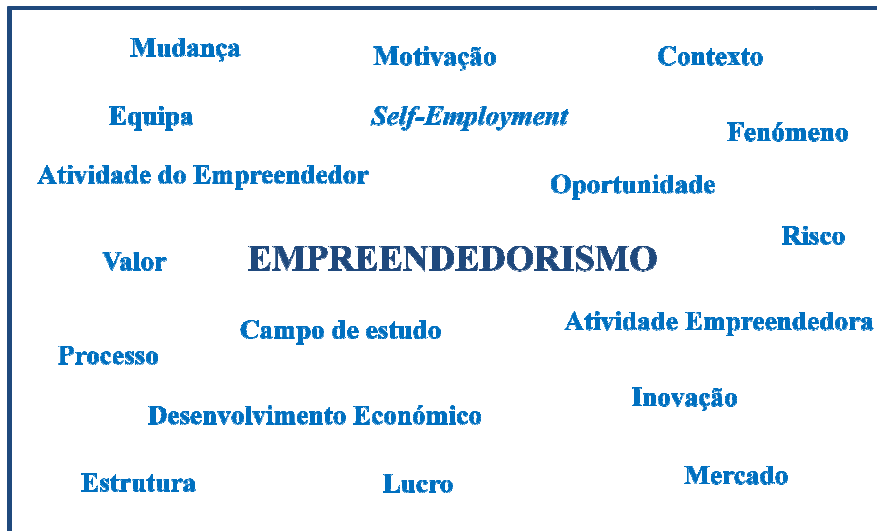 Mudança
Motivação
Contexto
Equipa
Self-Employment
Fenómeno
Atividade do Empreendedor
Oportunidade
Risco
Valor
EMPREENDEDORISMO
Campo de estudo
Atividade Empreendedora
Processo
Inovação
Desenvolvimento Económico
Estrutura
Lucro
Mercado